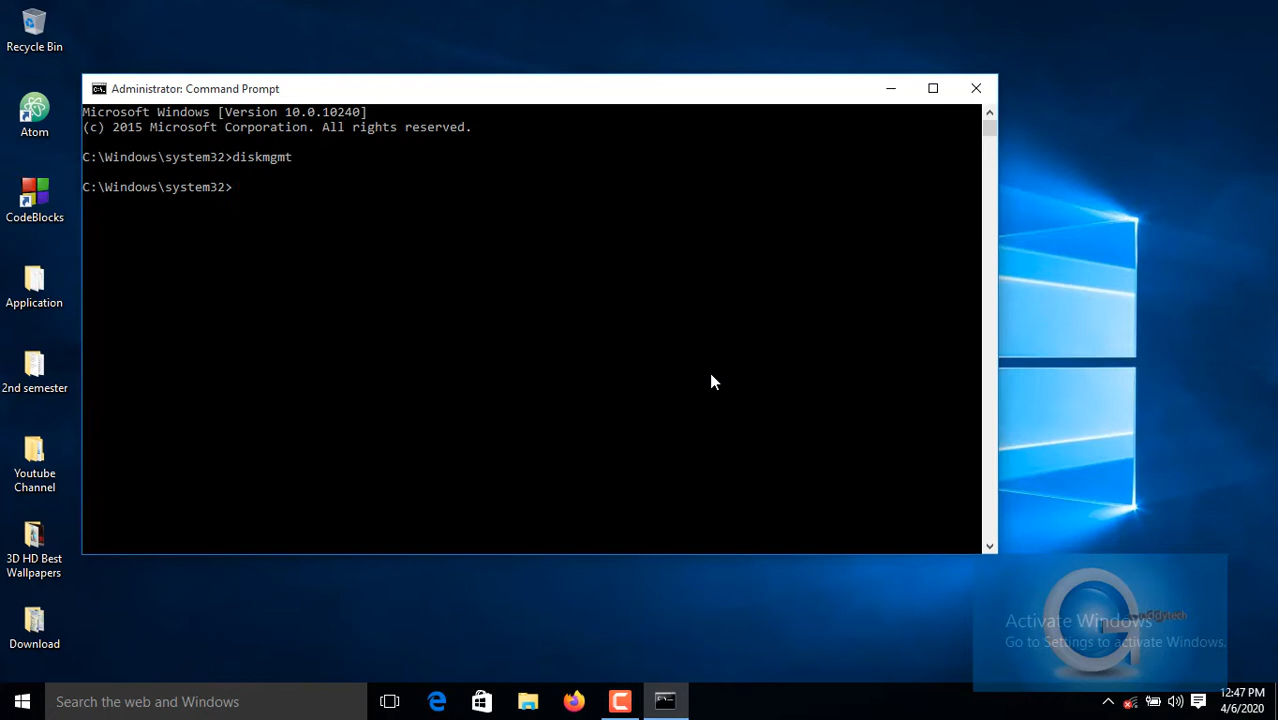 Recycle Bin
Atom
CodeBlocks
Application
2nd semester
Youtube
Channel
3D HD Best
Wallpapers
Download
Administrator: Command Prompt
Microsoft Windows [Version 10.0.10240]
(c) 2015 Microsoft Corporation. All rights reserved.
C:\Windows\system32>diskmgmt
C:\Windows\system32>
Activate Windows
Go to Settings to activate Windows.
Search the web and Windows
12:47 PM
4/6/2020